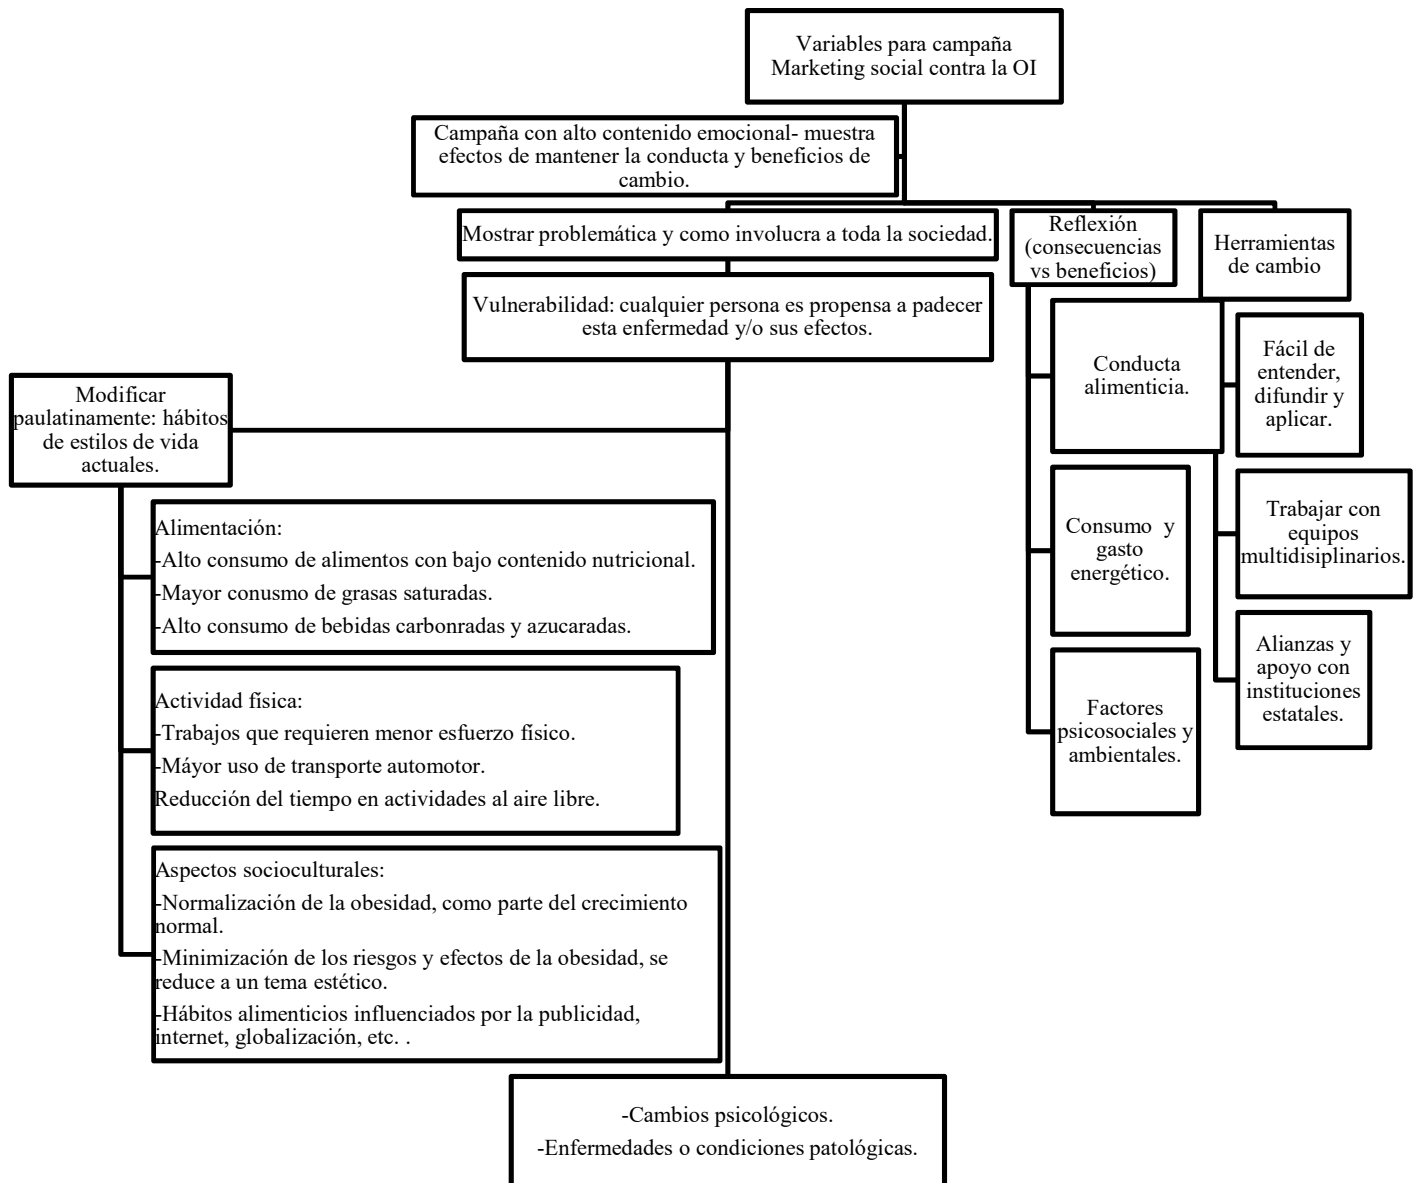 Variables para campaña
Marketing social contra la OI
Campaña con alto contenido emocional- muestra
efectos de mantener la conducta y beneficios de
cambio.
Mostrar problemática y como involucra a toda la sociedad.
Vulnerabilidad: cualquier persona es propensa a padecer
esta enfermedad y/o sus efectos.
Modificar
paulatinamente: hábitos
de estilos de vida
actuales.
Alimentación:
-Alto consumo de alimentos con bajo contenido nutricional.
-Mayor conusmo de grasas saturadas.
-Alto consumo de bebidas carbonradas y azucaradas.
Actividad física:
-Trabajos que requieren menor esfuerzo físico.
-Máyor uso de transporte automotor.
Reducción del tiempo en actividades al aire libre.
Aspectos socioculturales:
-Normalización de la obesidad, como parte del crecimiento
normal.
-Minimización de los riesgos y efectos de la obesidad, se
reduce a un tema estético.
-Hábitos alimenticios influenciados por la publicidad,
internet, globalización, etc. .
-Cambios psicológicos.
-Enfermedades o condiciones patológicas.
Reflexión
(consecuencias
vs beneficios)
Conducta
alimenticia.
Consumo  y
gasto
energético.
Factores
psicosociales y
ambientales.
Herramientas
de cambio
Fácil de
entender,
difundir y
aplicar.
Trabajar con
equipos
multidisiplinarios.
Alianzas y
apoyo con
instituciones
estatales.